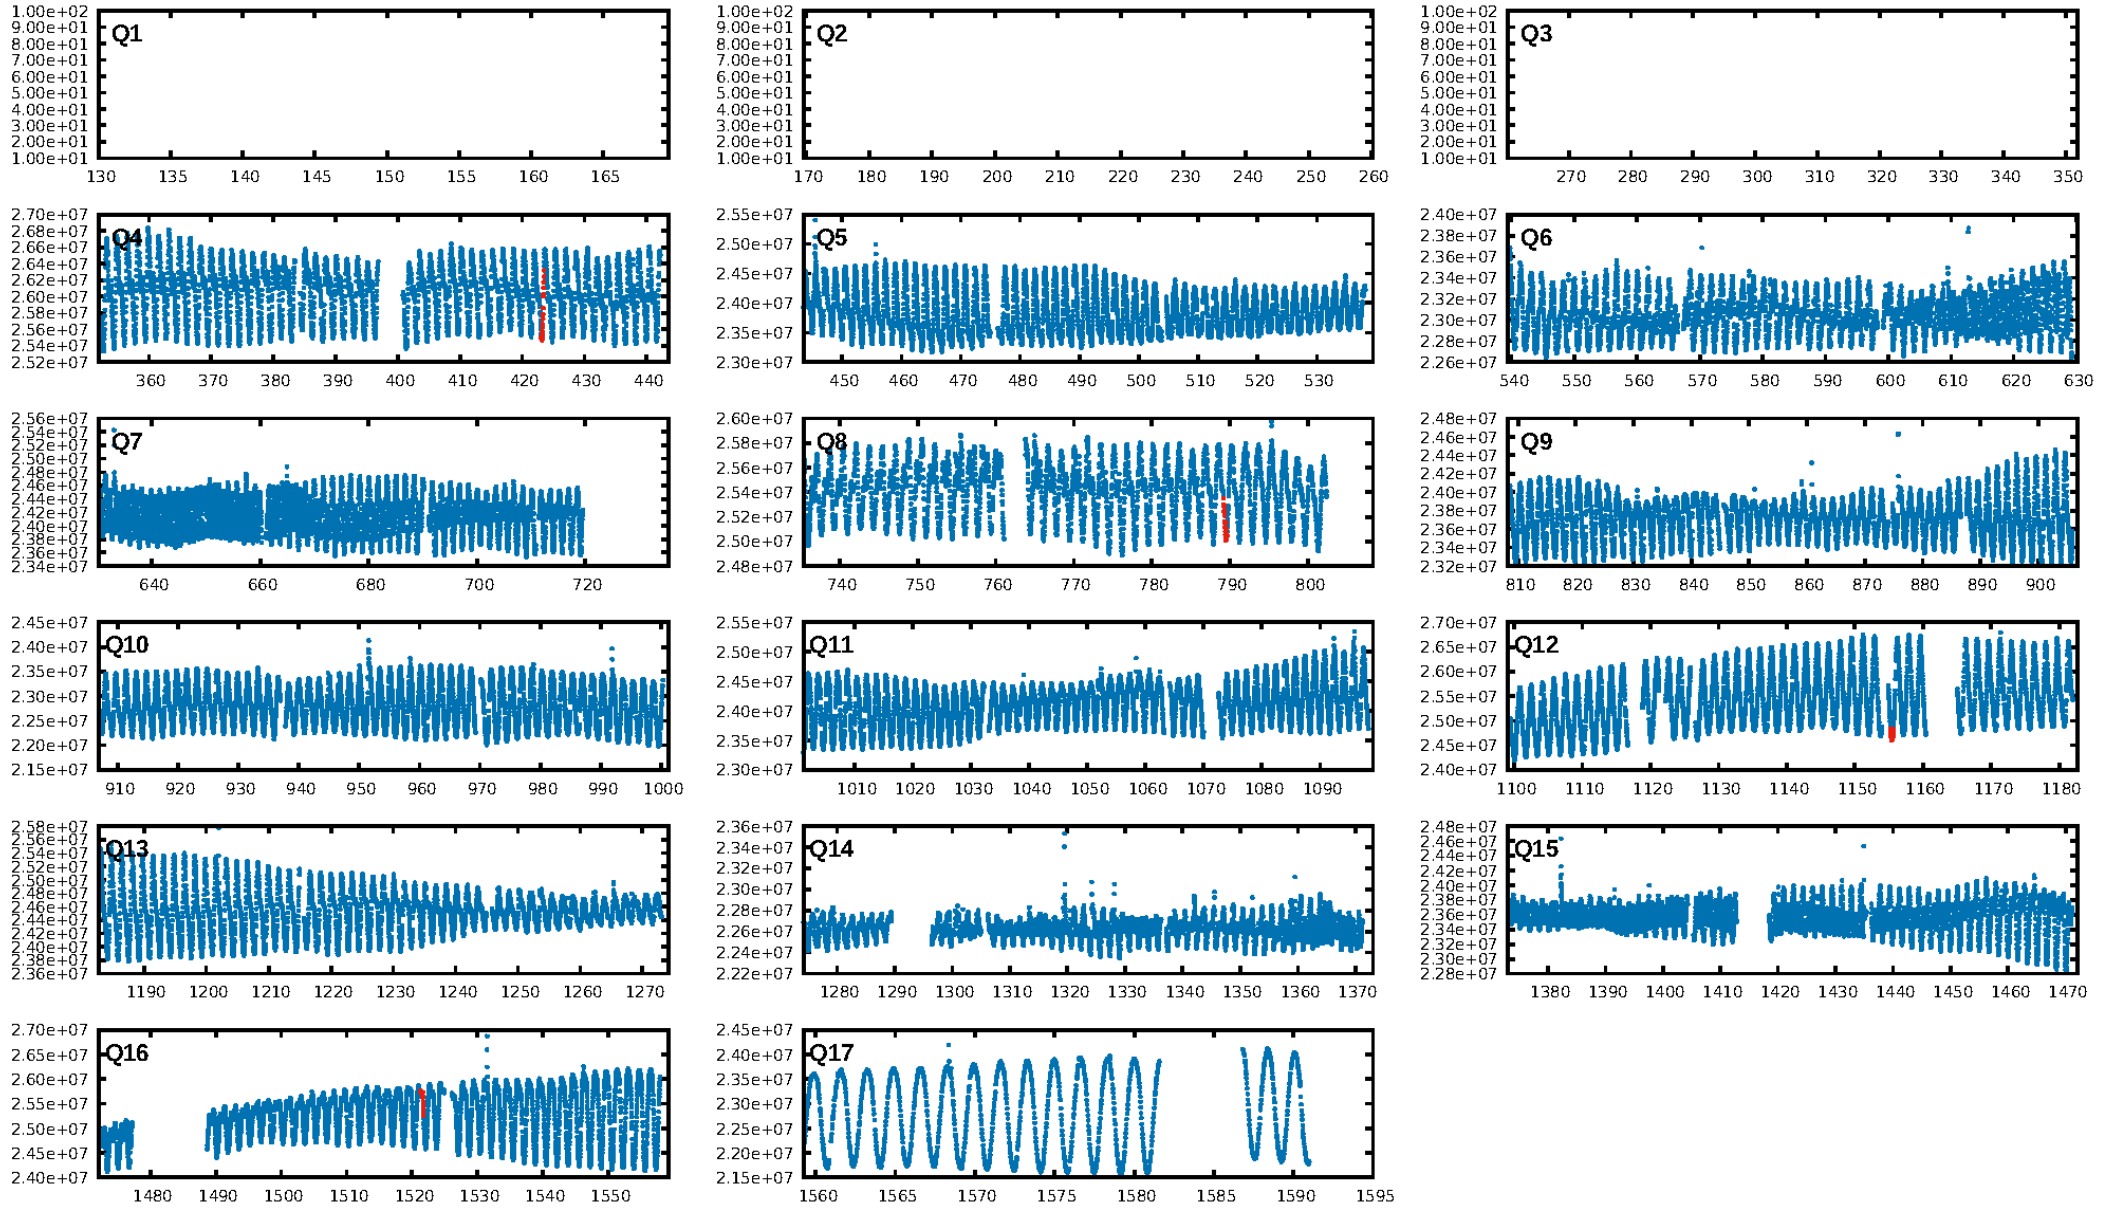 1.00e+02
9.00e+01
8.00e+01
7.00e+01
6.00e+01
5.00e+01
4.00e+01
3.00e+01
2.00e+01
1.00e+01
Q1
130 135 140 145 150 155 160 165
1.00e+02
9.00e+01
8.00e+01
7.00e+01
6.00e+01
5.00e+01
4.00e+01
3.00e+01
2.00e+01
1.00e+01
Q2
170 180 190 200 210 220 230 240 250 260
1.00e+02
9.00e+01
8.00e+01
7.00e+01
6.00e+01
5.00e+01
4.00e+01
3.00e+01
2.00e+01
1.00e+01
Q3
270 280 290 300 310 320 330 340 350
2.70e+07
2.68e+07
2.66e+07
2.64e+07
2.62e+07
2.60e+07
2.58e+07
2.56e+07
2.54e+07
2.52e+07
Q4
360 370 380 390 400 410 420 430 440
2.55e+07
2.50e+07
2.45e+07
2.40e+07
2.35e+07
2.30e+07
Q5
450 460 470 480 490 500 510 520 530
2.40e+07
2.38e+07
2.36e+07
2.34e+07
2.32e+07
2.30e+07
2.28e+07
2.26e+07
Q6
540 550 560 570 580 590 600 610 620 630
2.56e+07
2.54e+07
2.52e+07
2.50e+07
2.48e+07
2.46e+07
2.44e+07
2.42e+07
2.40e+07
2.38e+07
2.36e+07
2.34e+07
Q7
640 660 680 700 720
2.60e+07
2.58e+07
2.56e+07
2.54e+07
2.52e+07
2.50e+07
2.48e+07
Q8
740 750 760 770 780 790 800
2.48e+07
2.46e+07
2.44e+07
2.42e+07
2.40e+07
2.38e+07
2.36e+07
2.34e+07
2.32e+07
Q9
810 820 830 840 850 860 870 880 890 900
2.45e+07
2.40e+07
2.35e+07
2.30e+07
2.25e+07
2.20e+07
2.15e+07
Q10
910 920 930 940 950 960 970 980 990 1000
2.55e+07
2.50e+07
2.45e+07
2.40e+07
2.35e+07
2.30e+07
Q11
1010 1020 1030 1040 1050 1060 1070 1080 1090
2.70e+07
2.65e+07
2.60e+07
2.55e+07
2.50e+07
2.45e+07
2.40e+07
Q12
1100 1110 1120 1130 1140 1150 1160 1170 1180
2.58e+07
2.56e+07
2.54e+07
2.52e+07
2.50e+07
2.48e+07
2.46e+07
2.44e+07
2.42e+07
2.40e+07
2.38e+07
2.36e+07
Q13
1190 1200 1210 1220 1230 1240 1250 1260 1270
2.36e+07
2.34e+07
2.32e+07
2.30e+07
2.28e+07
2.26e+07
2.24e+07
2.22e+07
Q14
1280 1290 1300 1310 1320 1330 1340 1350 1360 1370
2.48e+07
2.46e+07
2.44e+07
2.42e+07
2.40e+07
2.38e+07
2.36e+07
2.33e+07
2.32e+07
2.30e+07
2.28e+07
Q15
1380 1390 1400 1410 1420 1430 1440 1450 1460 1470
2.70e+07
2.65e+07
2.60e+07
2.55e+07
2.50e+07
2.45e+07
2.40e+07
Q16
1480 1490 1500 1510 1520 1530 1540 1550
2.45e+07
2.40e+07
2.35e+07
2.30e+07
2.25e+07
2.20e+07
2.15e+07
Q17
1560 1565 1570 1575 1580 1585 1590 1595